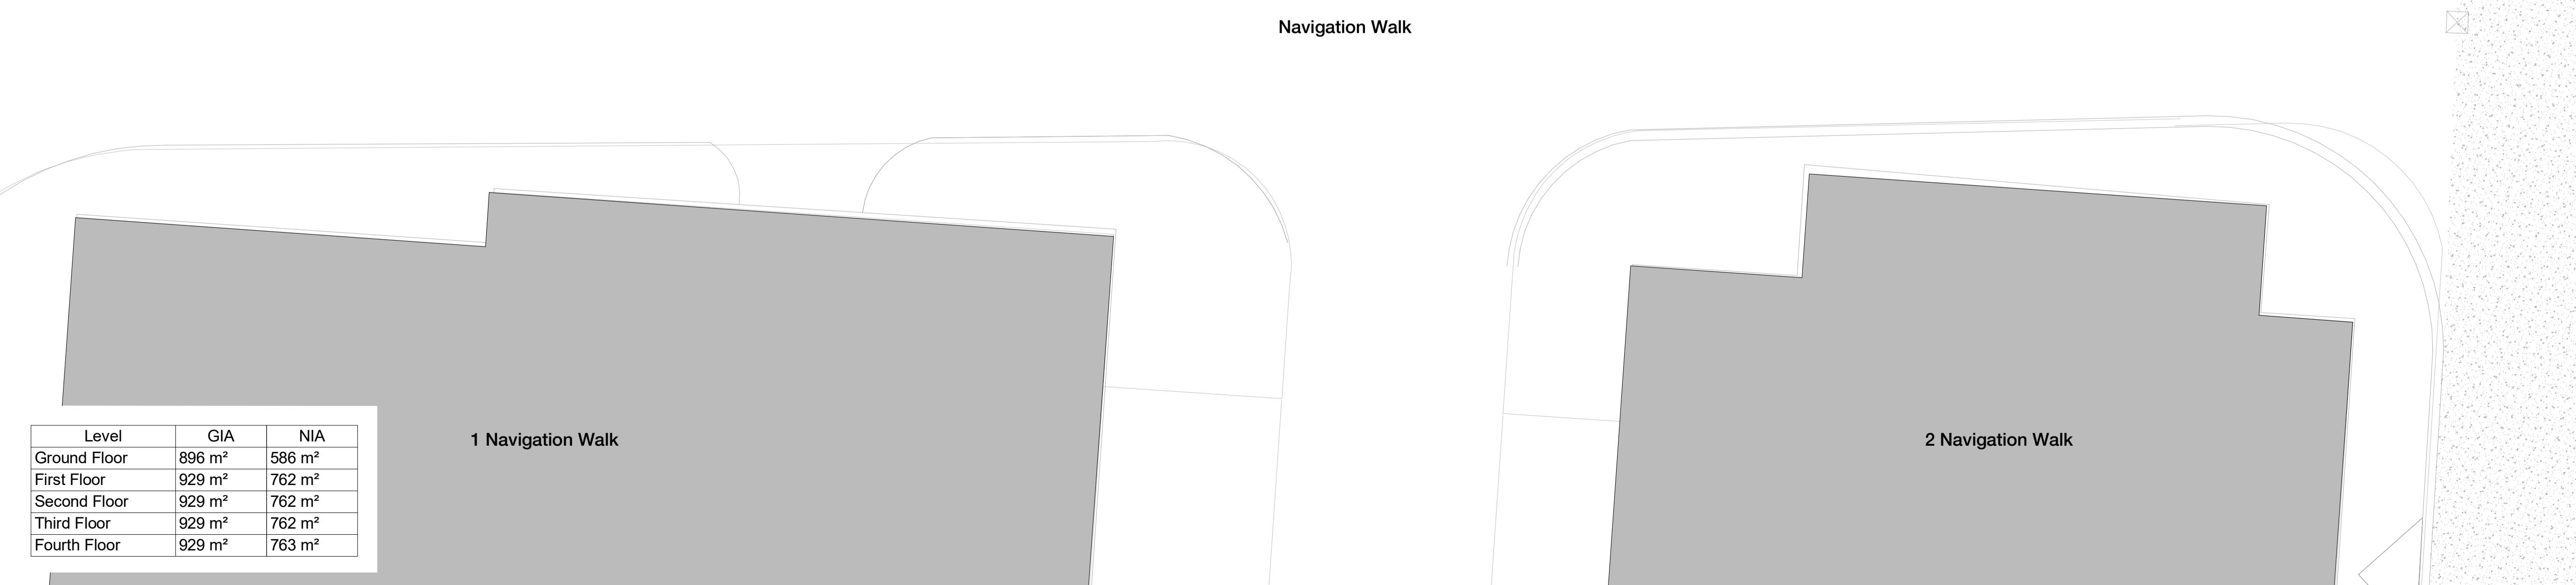 Navigation Walk
1 Navigation Walk
2 Navigation Walk
Level GIA NIA
Ground Floor 896 m² 586 m²
First Floor 929 m² 762 m²
Second Floor 929 m² 762 m²
Third Floor 929 m² 762 m²
Fourth Floor 929 m² 763 m²